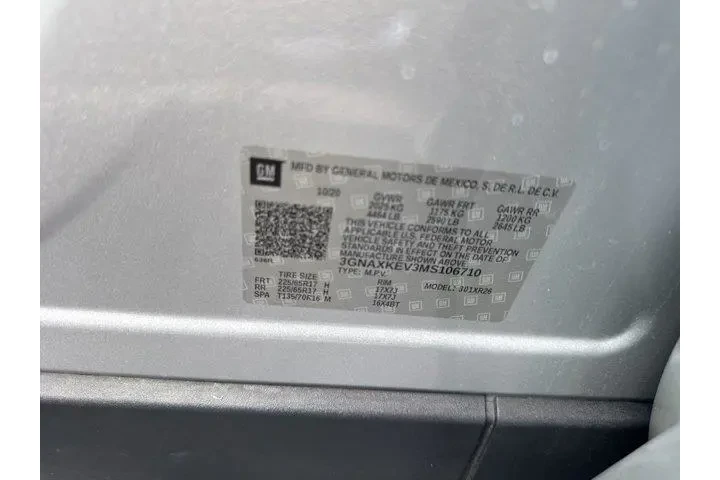 GM MFD BY GENERAL MOTORS DE MEXICO, S. DE R.L. DE C.V.
10/20 GVWR GAWR FRT GAWR RR
2025 KG 1175 KG 1200 KG
4464 LB 2590 LB 2645 LB
THIS VEHICLE CONFORMS TO ALL
APPLICABLE U.S. FEDERAL MOTOR
VEHICLE SAFETY AND THEFT PREVENTION
STANDARDS IN EFFECT ON THE DATE OF
MANUFACTURE SHOWN ABOVE.
3GNAXKEV3MS106710
TYPE: M.P.V. MODEL: 301XR26
TIRE SIZE RIM
FRT 225/65R17 H 17X7J
RR 225/65R17 H 17X7J
SPA T135/70R16 M 16X4BT